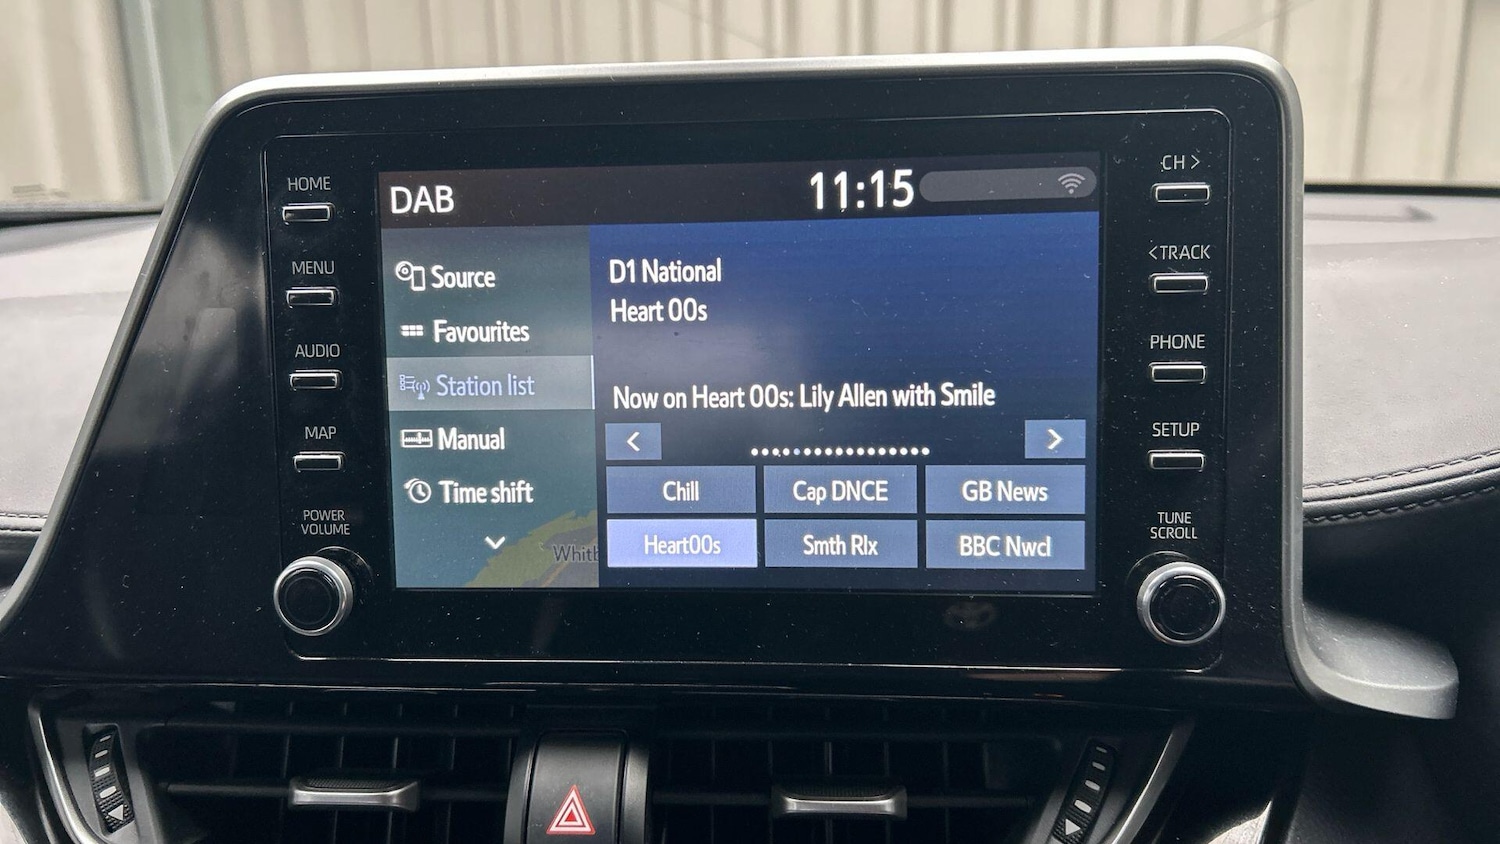 HOME
MENU
AUDIO
MAP
POWER
VOLUME
DAB
11:15
Source
Favourites
Station list
Manual
Time shift
Whitb
D1 National
Heart 00s
Now on Heart 00s: Lily Allen with Smile
<
>
Chill
Cap DNCE
GB News
Heart00s
Smth Rlx
BBC Nwcl
CH >
<TRACK
PHONE
SETUP
TUNE
SCROLL